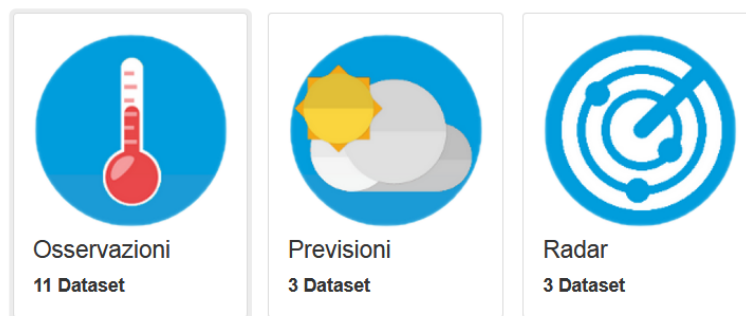 Osservazioni
11 Dataset
Previsioni
3 Dataset
Radar
3 Dataset